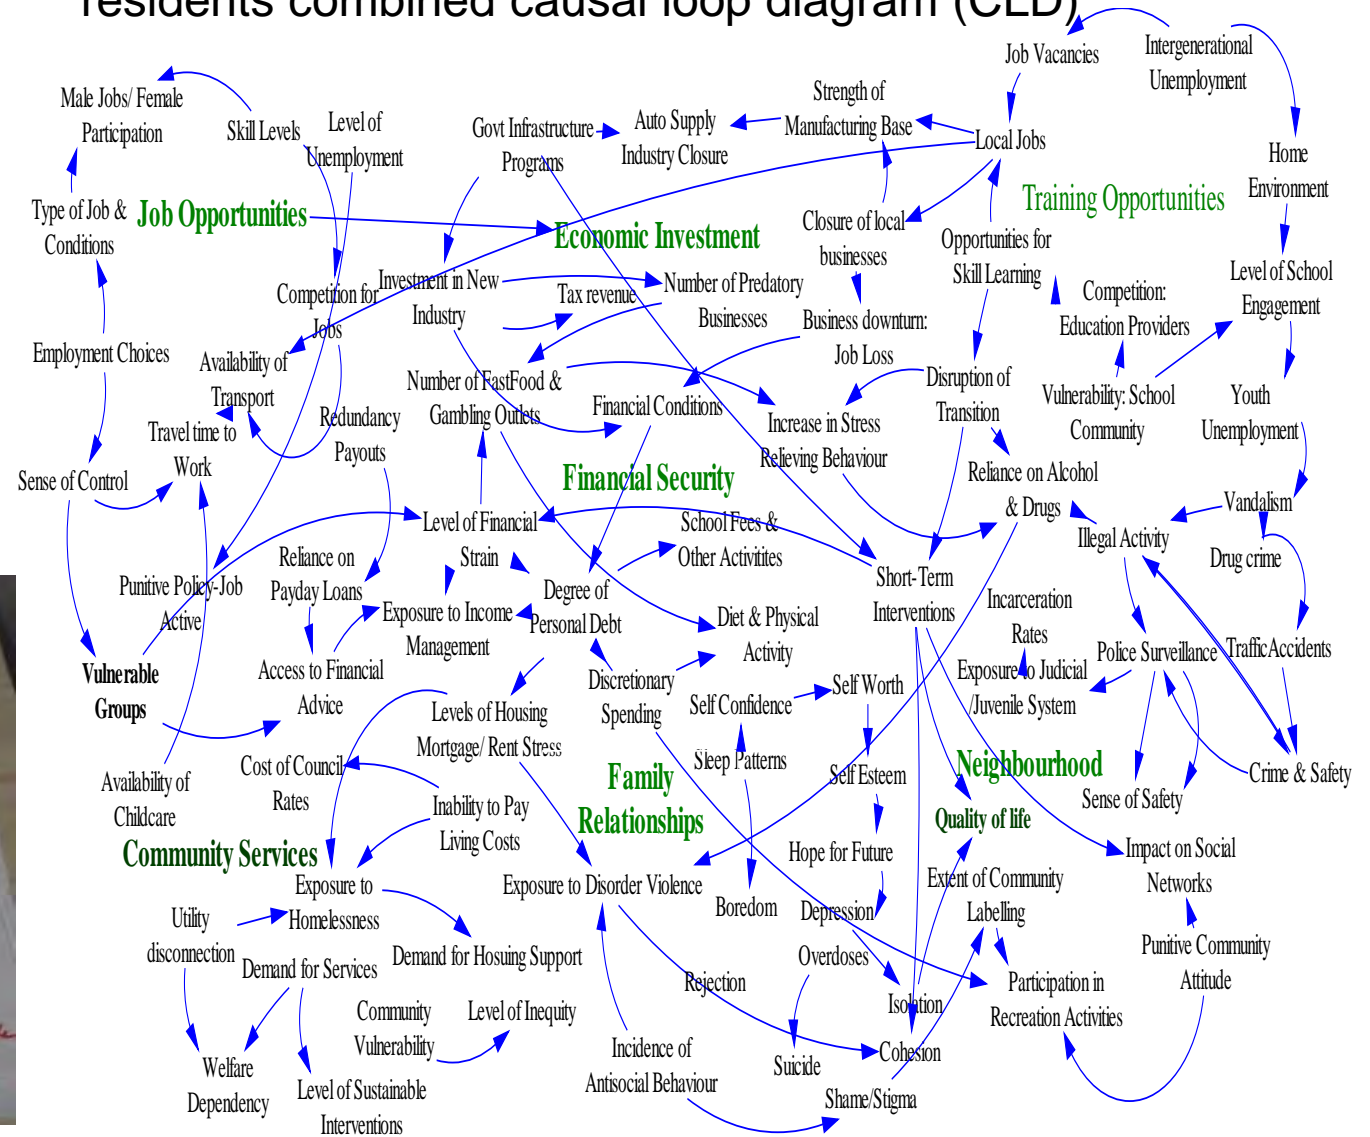 residents combined causal loop diagram (CLD)
Job Vacancies
Intergenerational
Unemployment
Male Jobs/ Female
Participation
Skill Levels
Level of
Unemployment
Govt Infrastructure
Programs
Auto Supply
Industry Closure
Strength of
Manufacturing Base
Local Jobs
Home
Environment
Type of Job &
Conditions
Job Opportunities
Economic Investment
Closure of local
businesses
Opportunities for
Skill Learning
Training Opportunities
Competition for
Jobs
Investment in New
Industry
Tax revenue
Number of Predatory
Businesses
Business downturn:
Job Loss
Competition:
Education Providers
Level of School
Engagement
Employment Choices
Availability of
Transport
Number of FastFood &
Gambling Outlets
Financial Conditions
Increase in Stress
Relieving Behaviour
Disruption of
Transition
Vulnerability: School
Community
Youth
Unemployment
Travel time to
Work
Redundancy
Payouts
Sense of Control
Financial Security
Reliance on Alcohol
& Drugs
Vandalism
Level of Financial
Strain
School Fees &
Other Activitites
Illegal Activity
Drug crime
Reliance on
Payday Loans
Punitive Policy-Job
Active
Exposure to Income
Management
Degree of
Personal Debt
Diet & Physical
Activity
Short-Term
Interventions
Incarceration
Rates
Exposure to Judicial
/Juvenile System
Police Surveillance
TrafficAccidents
Vulnerable
Groups
Access to Financial
Advice
Levels of Housing
Mortgage/ Rent Stress
Discretionary
Spending
Self Confidence
Self Worth
Availability of
Childcare
Cost of Council
Rates
Inability to Pay
Living Costs
Family
Relationships
Sleep Patterns
Self Esteem
Neighbourhood
Sense of Safety
Crime & Safety
Community Services
Quality of life
Exposure to
Homelessness
Exposure to Disorder Violence
Boredom
Hope for Future
Extent of Community
Labelling
Impact on Social
Networks
Utility
disconnection
Demand for Services
Demand for Hosuing Support
Depression
Overdoses
Punitive Community
Attitude
Community
Vulnerability
Level of Inequity
Rejection
Isolation
Participation in
Recreation Activities
Welfare
Dependency
Level of Sustainable
Interventions
Incidence of
Antisocial Behaviour
Suicide
Cohesion
Shame/Stigma